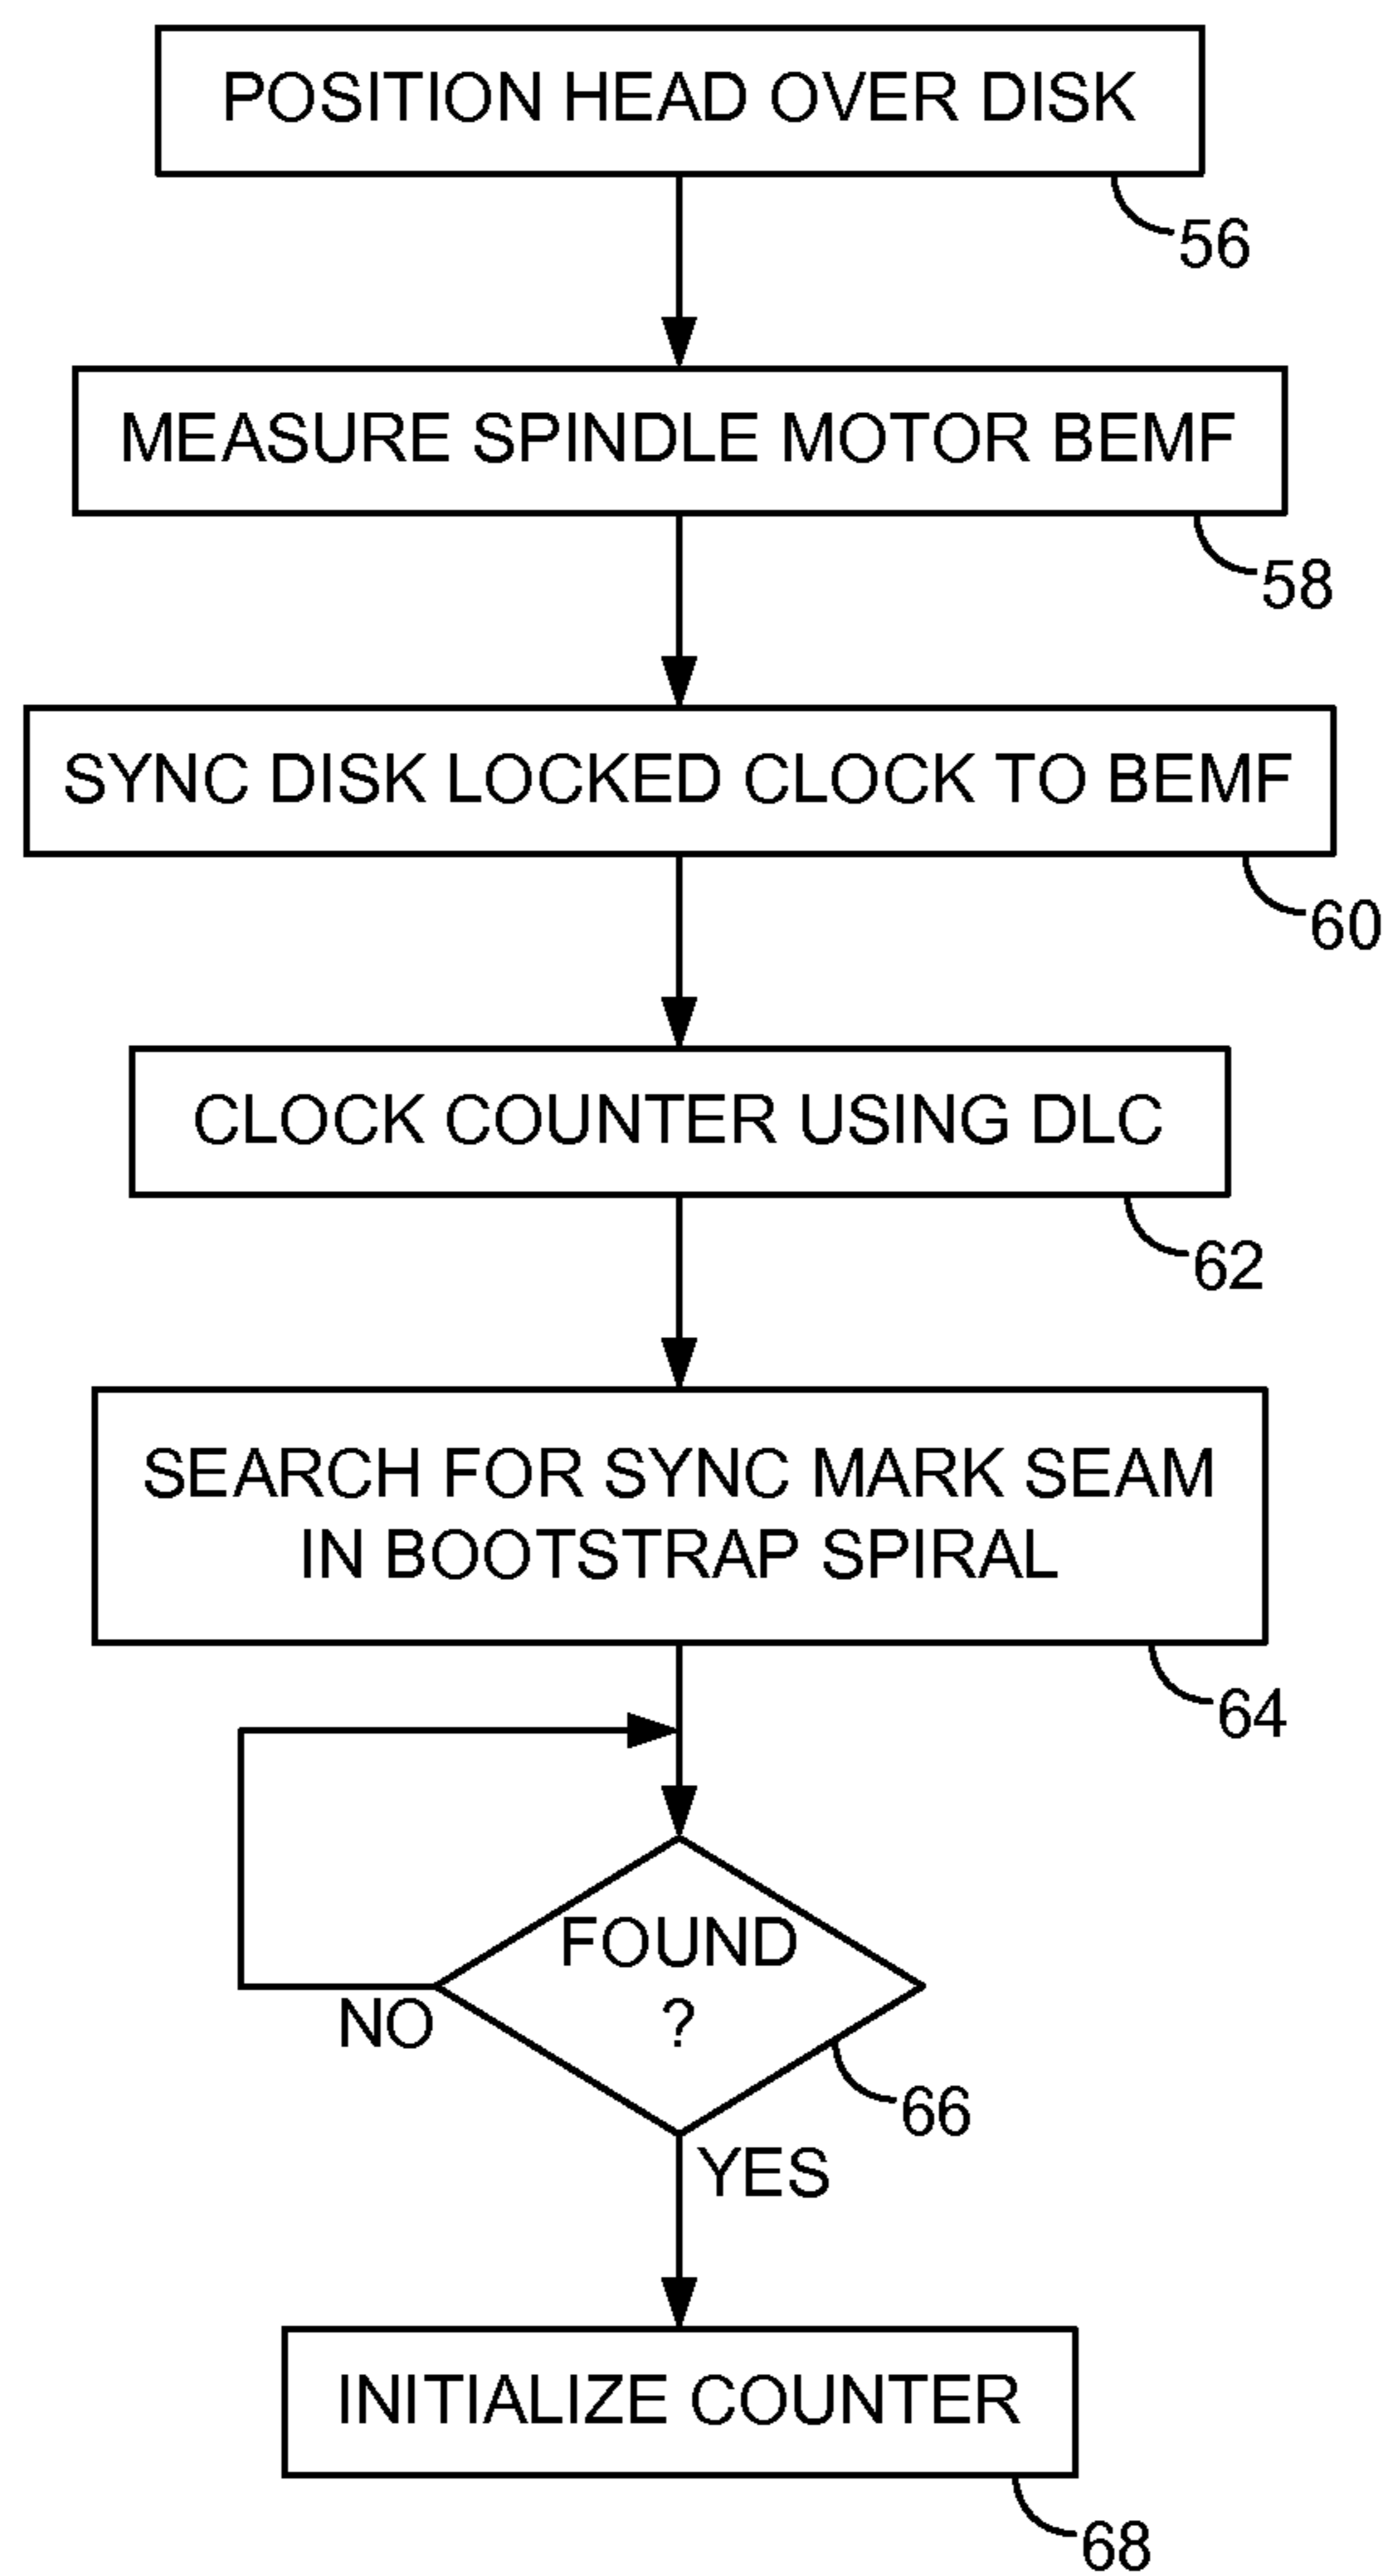 POSITION HEAD OVER DISK
56
MEASURE SPINDLE MOTOR BEMF
58
SYNC DISK LOCKED CLOCK TO BEMF
60
CLOCK COUNTER USING DLC
62
SEARCH FOR SYNC MARK SEAM
IN BOOTSTRAP SPIRAL
64
FOUND
?
NO
66
YES
INITIALIZE COUNTER
68